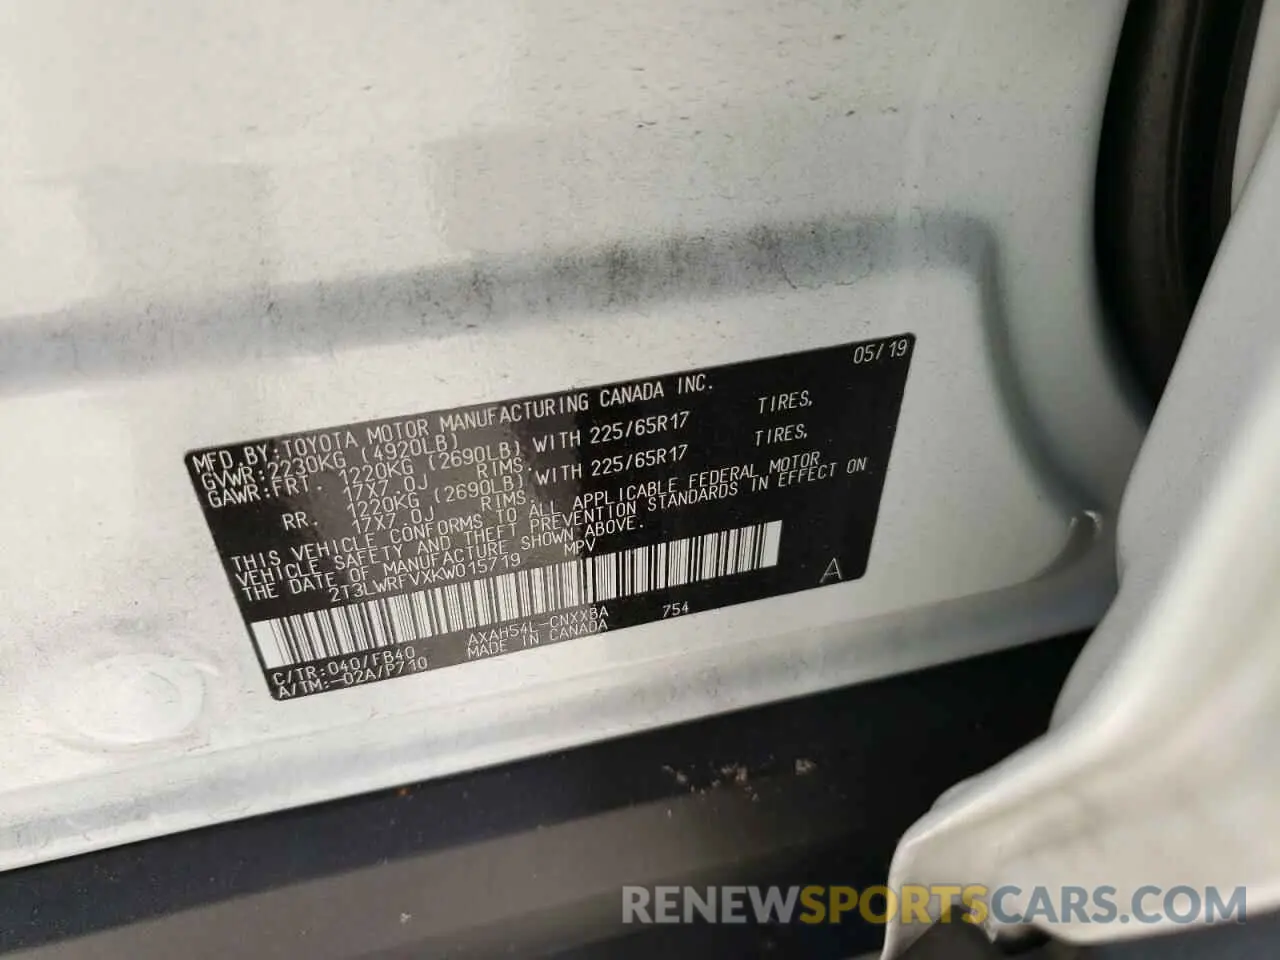 05/19
MFD.BY:TOYOTA MOTOR MANUFACTURING CANADA INC.
GVWR:2230KG (4920LB)
GAWR:FRT. 1220KG (2690LB) WITH 225/65R17 TIRES,
17X7.0J RIMS,
RR. 1220KG (2690LB) WITH 225/65R17 TIRES,
17X7.0J RIMS.
THIS VEHICLE CONFORMS TO ALL APPLICABLE FEDERAL MOTOR
VEHICLE SAFETY AND THEFT PREVENTION STANDARDS IN EFFECT ON
THE DATE OF MANUFACTURE SHOWN ABOVE.
2T3LWRFVXKW015719 MPV
A
C/TR:040/FB40 AXAH54L-CNXXBA 754
A/TM:-02A/P710 MADE IN CANADA
RENEWSPORTSCARS.COM